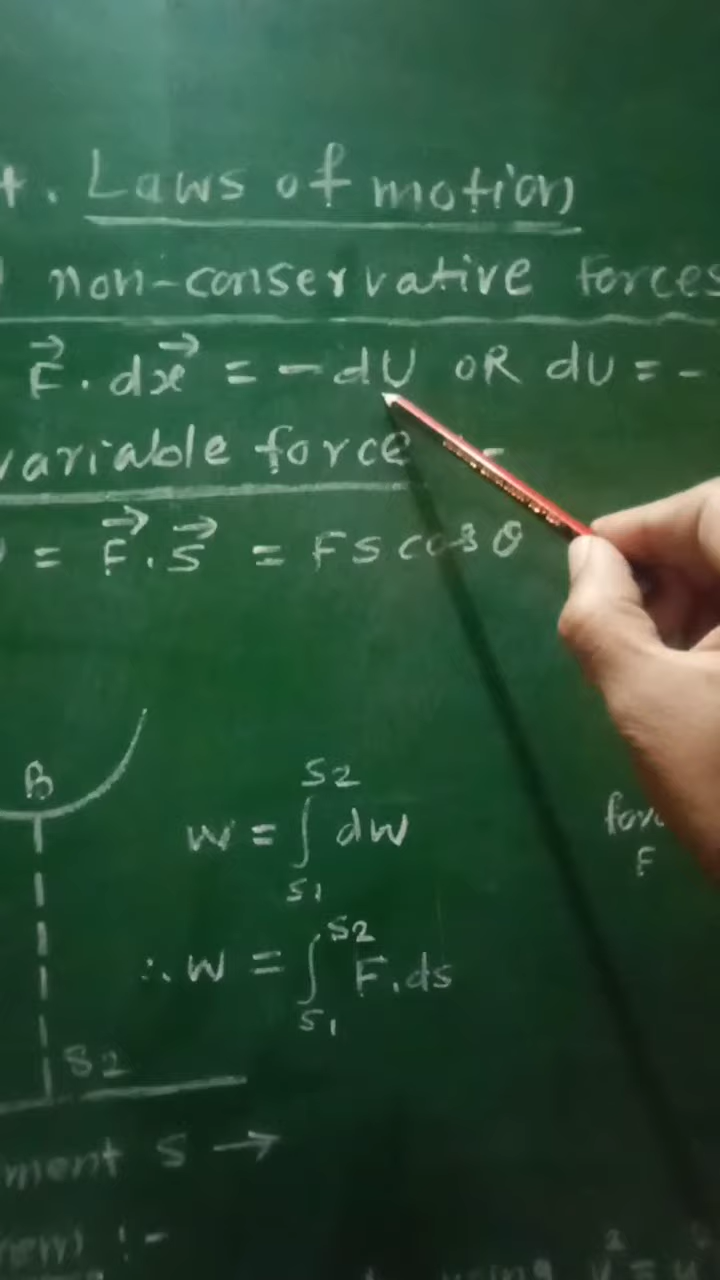 4. Laws of motion
non-conservative forces
F⃗ . dx⃗ = - dU OR dU = -
variable force -
= F⃗ . S⃗ = FS cos θ
B
W = ∫ S1 S2 dW
∴ W = ∫ S1 S2 F . ds
F
S2
ment S →
:-